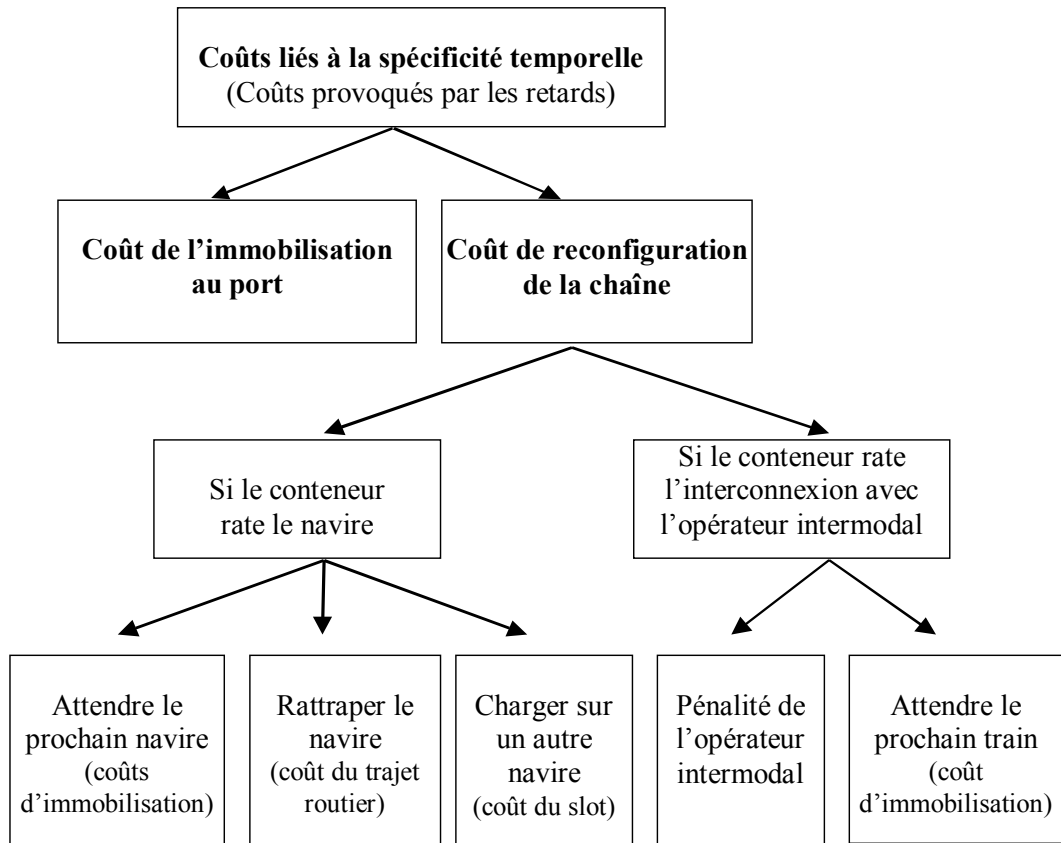 Coûts liés à la spécificité temporelle
(Coûts provoqués par les retards)
Coût de l’immobilisation
au port
Coût de reconfiguration
de la chaîne
Si le conteneur
rate le navire
Si le conteneur rate
l’interconnexion avec
l’opérateur intermodal
Attendre le
prochain navire
(coûts
d’immobilisation)
Rattraper le
navire
(coût du trajet
routier)
Charger sur
un autre
navire
(coût du slot)
Pénalité de
l’opérateur
intermodal
Attendre le
prochain train
(coût
d’immobilisation)